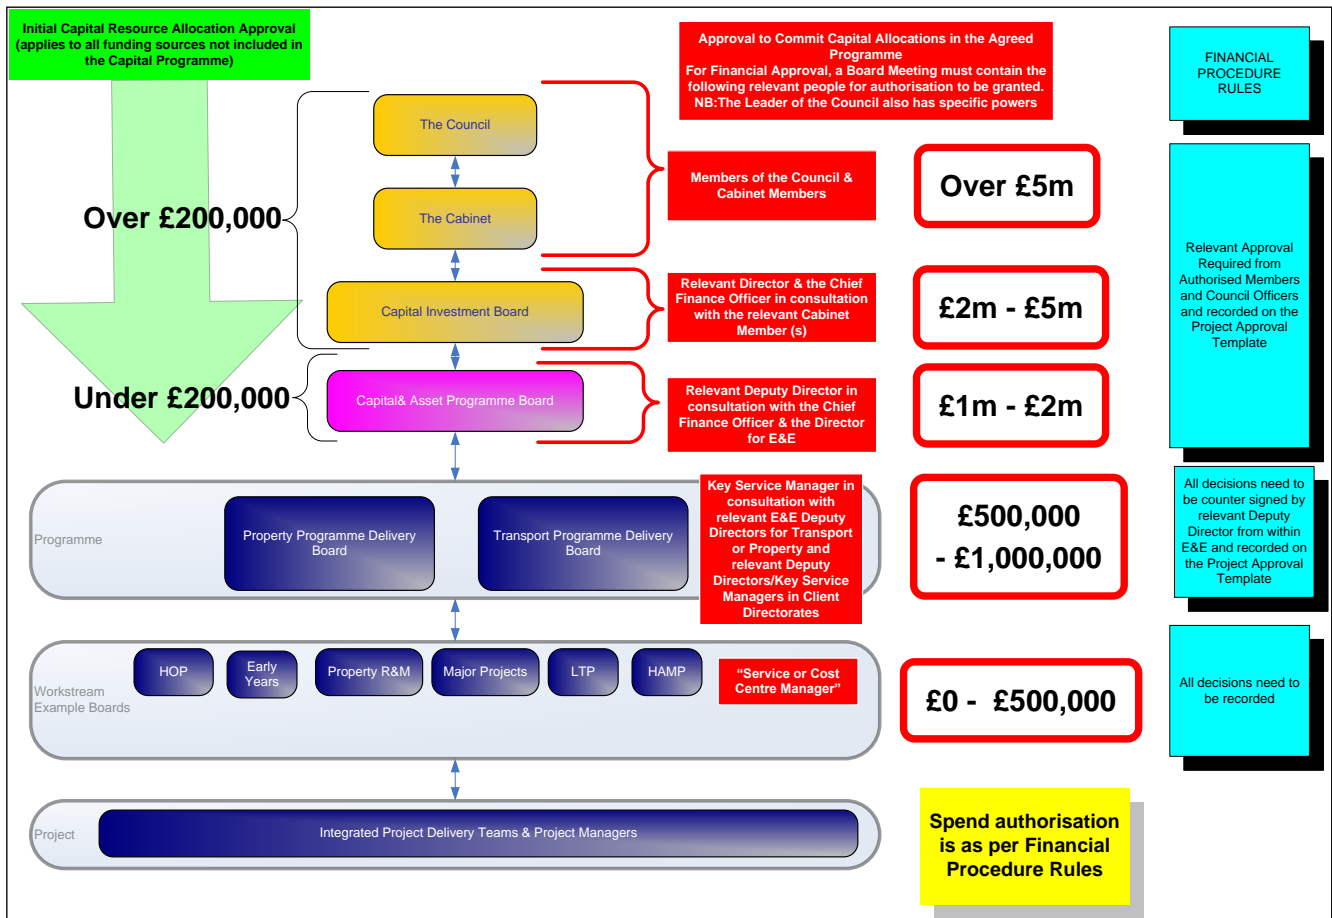 Initial Capital Resource Allocation Approval
(applies to all funding sources not included in
the Capital Programme)
Approval to Commit Capital Allocations in the Agreed
Programme
For Financial Approval, a Board Meeting must contain the
following relevant people for authorisation to be granted.
NB:The Leader of the Council also has specific powers
FINANCIAL
PROCEDURE
RULES
The Council
Members of the Council &
Cabinet Members
Over £5m
Over £200,000
The Cabinet
Relevant Approval
Required from
Authorised Members
and Council Officers
and recorded on the
Project Approval
Template
Capital Investment Board
Relevant Director & the Chief
Finance Officer in consultation
with the relevant Cabinet
Member (s)
£2m - £5m
Under £200,000
Capital& Asset Programme Board
Relevant Deputy Director in
consultation with the Chief
Finance Officer & the Director
for E&E
£1m - £2m
Programme
Property Programme Delivery
Board
Transport Programme Delivery
Board
Key Service Manager in
consultation with
relevant E&E Deputy
Directors for Transport
or Property and
relevant Deputy
Directors/Key Service
Managers in Client
Directorates
£500,000
- £1,000,000
All decisions need to
be counter signed by
relevant Deputy
Director from within
E&E and recorded on
the Project Approval
Template
Workstream
Example Boards
HOP
Early
Years
Property R&M
Major Projects
LTP
HAMP
“Service or Cost
Centre Manager”
£0 - £500,000
All decisions need to
be recorded
Project
Integrated Project Delivery Teams & Project Managers
Spend authorisation
is as per Financial
Procedure Rules